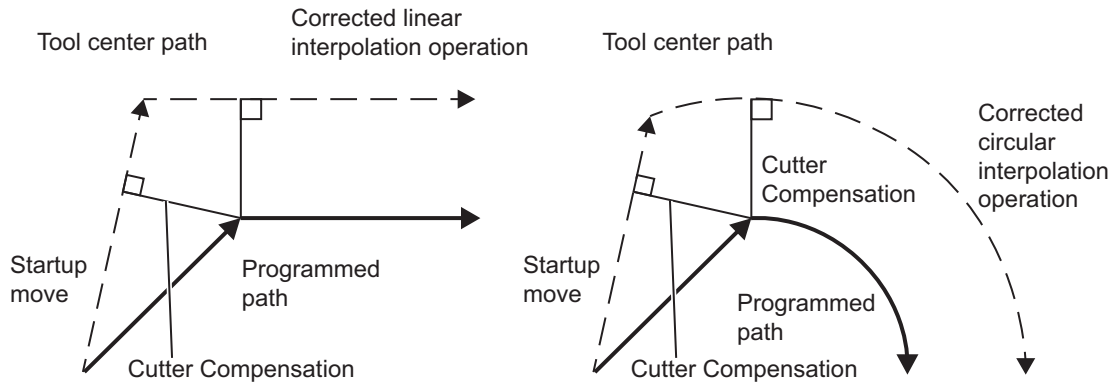 Tool center path
Corrected linear
interpolation operation
Startup
move
Programmed
path
Cutter Compensation
Tool center path
Corrected
circular
interpolation
operation
Cutter
Compensation
Startup
move
Programmed
path
Cutter Compensation